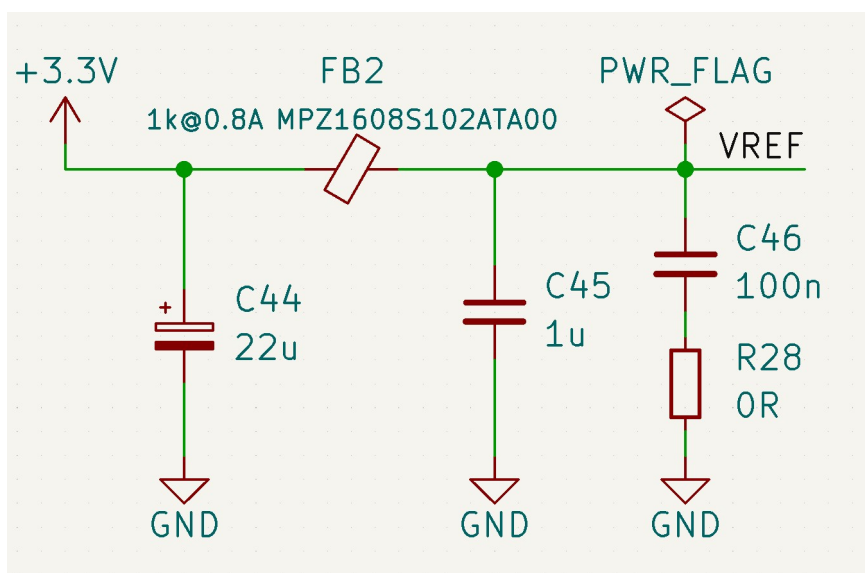 +3.3V
FB2
PWR_FLAG
1k@0.8A MPZ1608S102ATA00
VREF
+
C44
22u
C45
1u
C46
100n
R28
0R
GND
GND
GND